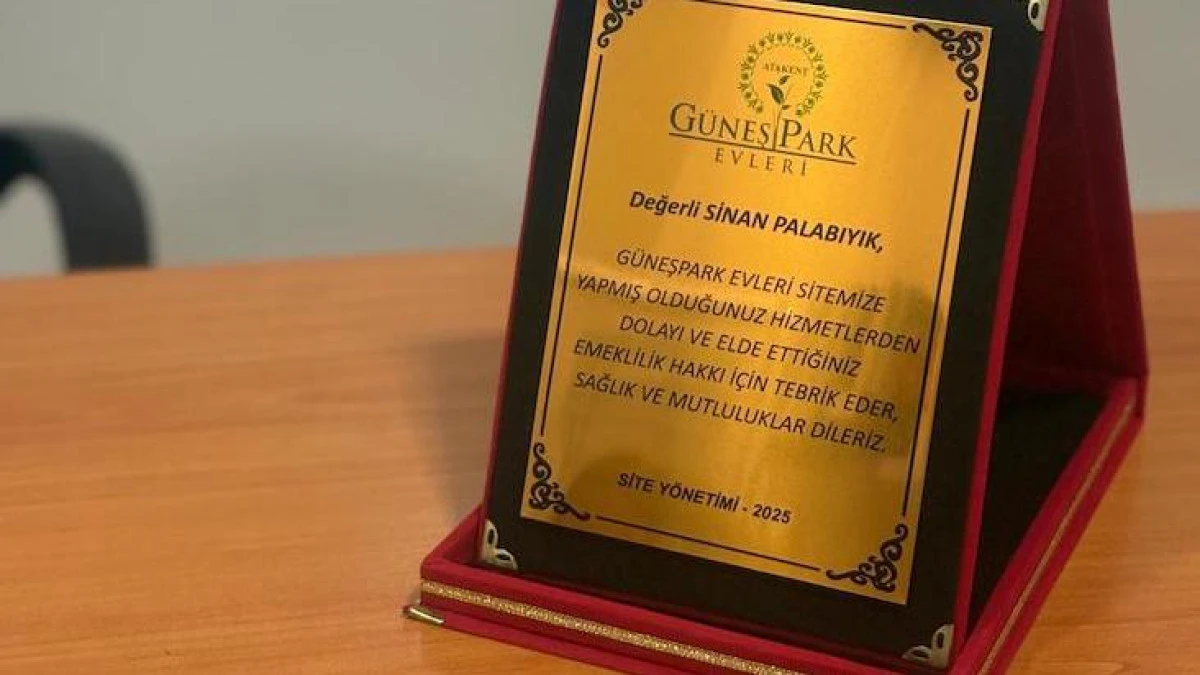 ATAKENT
GÜNEŞPARK
EVLERİ
Değerli SİNAN PALABIYIK,
GÜNEŞPARK EVLERİ SİTEMİZE
YAPMIŞ OLDUĞUNUZ HİZMETLERDEN
DOLAYI VE ELDE ETTİĞİNİZ
EMEKLİLİK HAKKI İÇİN TEBRİK EDER,
SAĞLIK VE MUTLULUKLAR DİLERİZ.
SİTE YÖNETİMİ - 2025